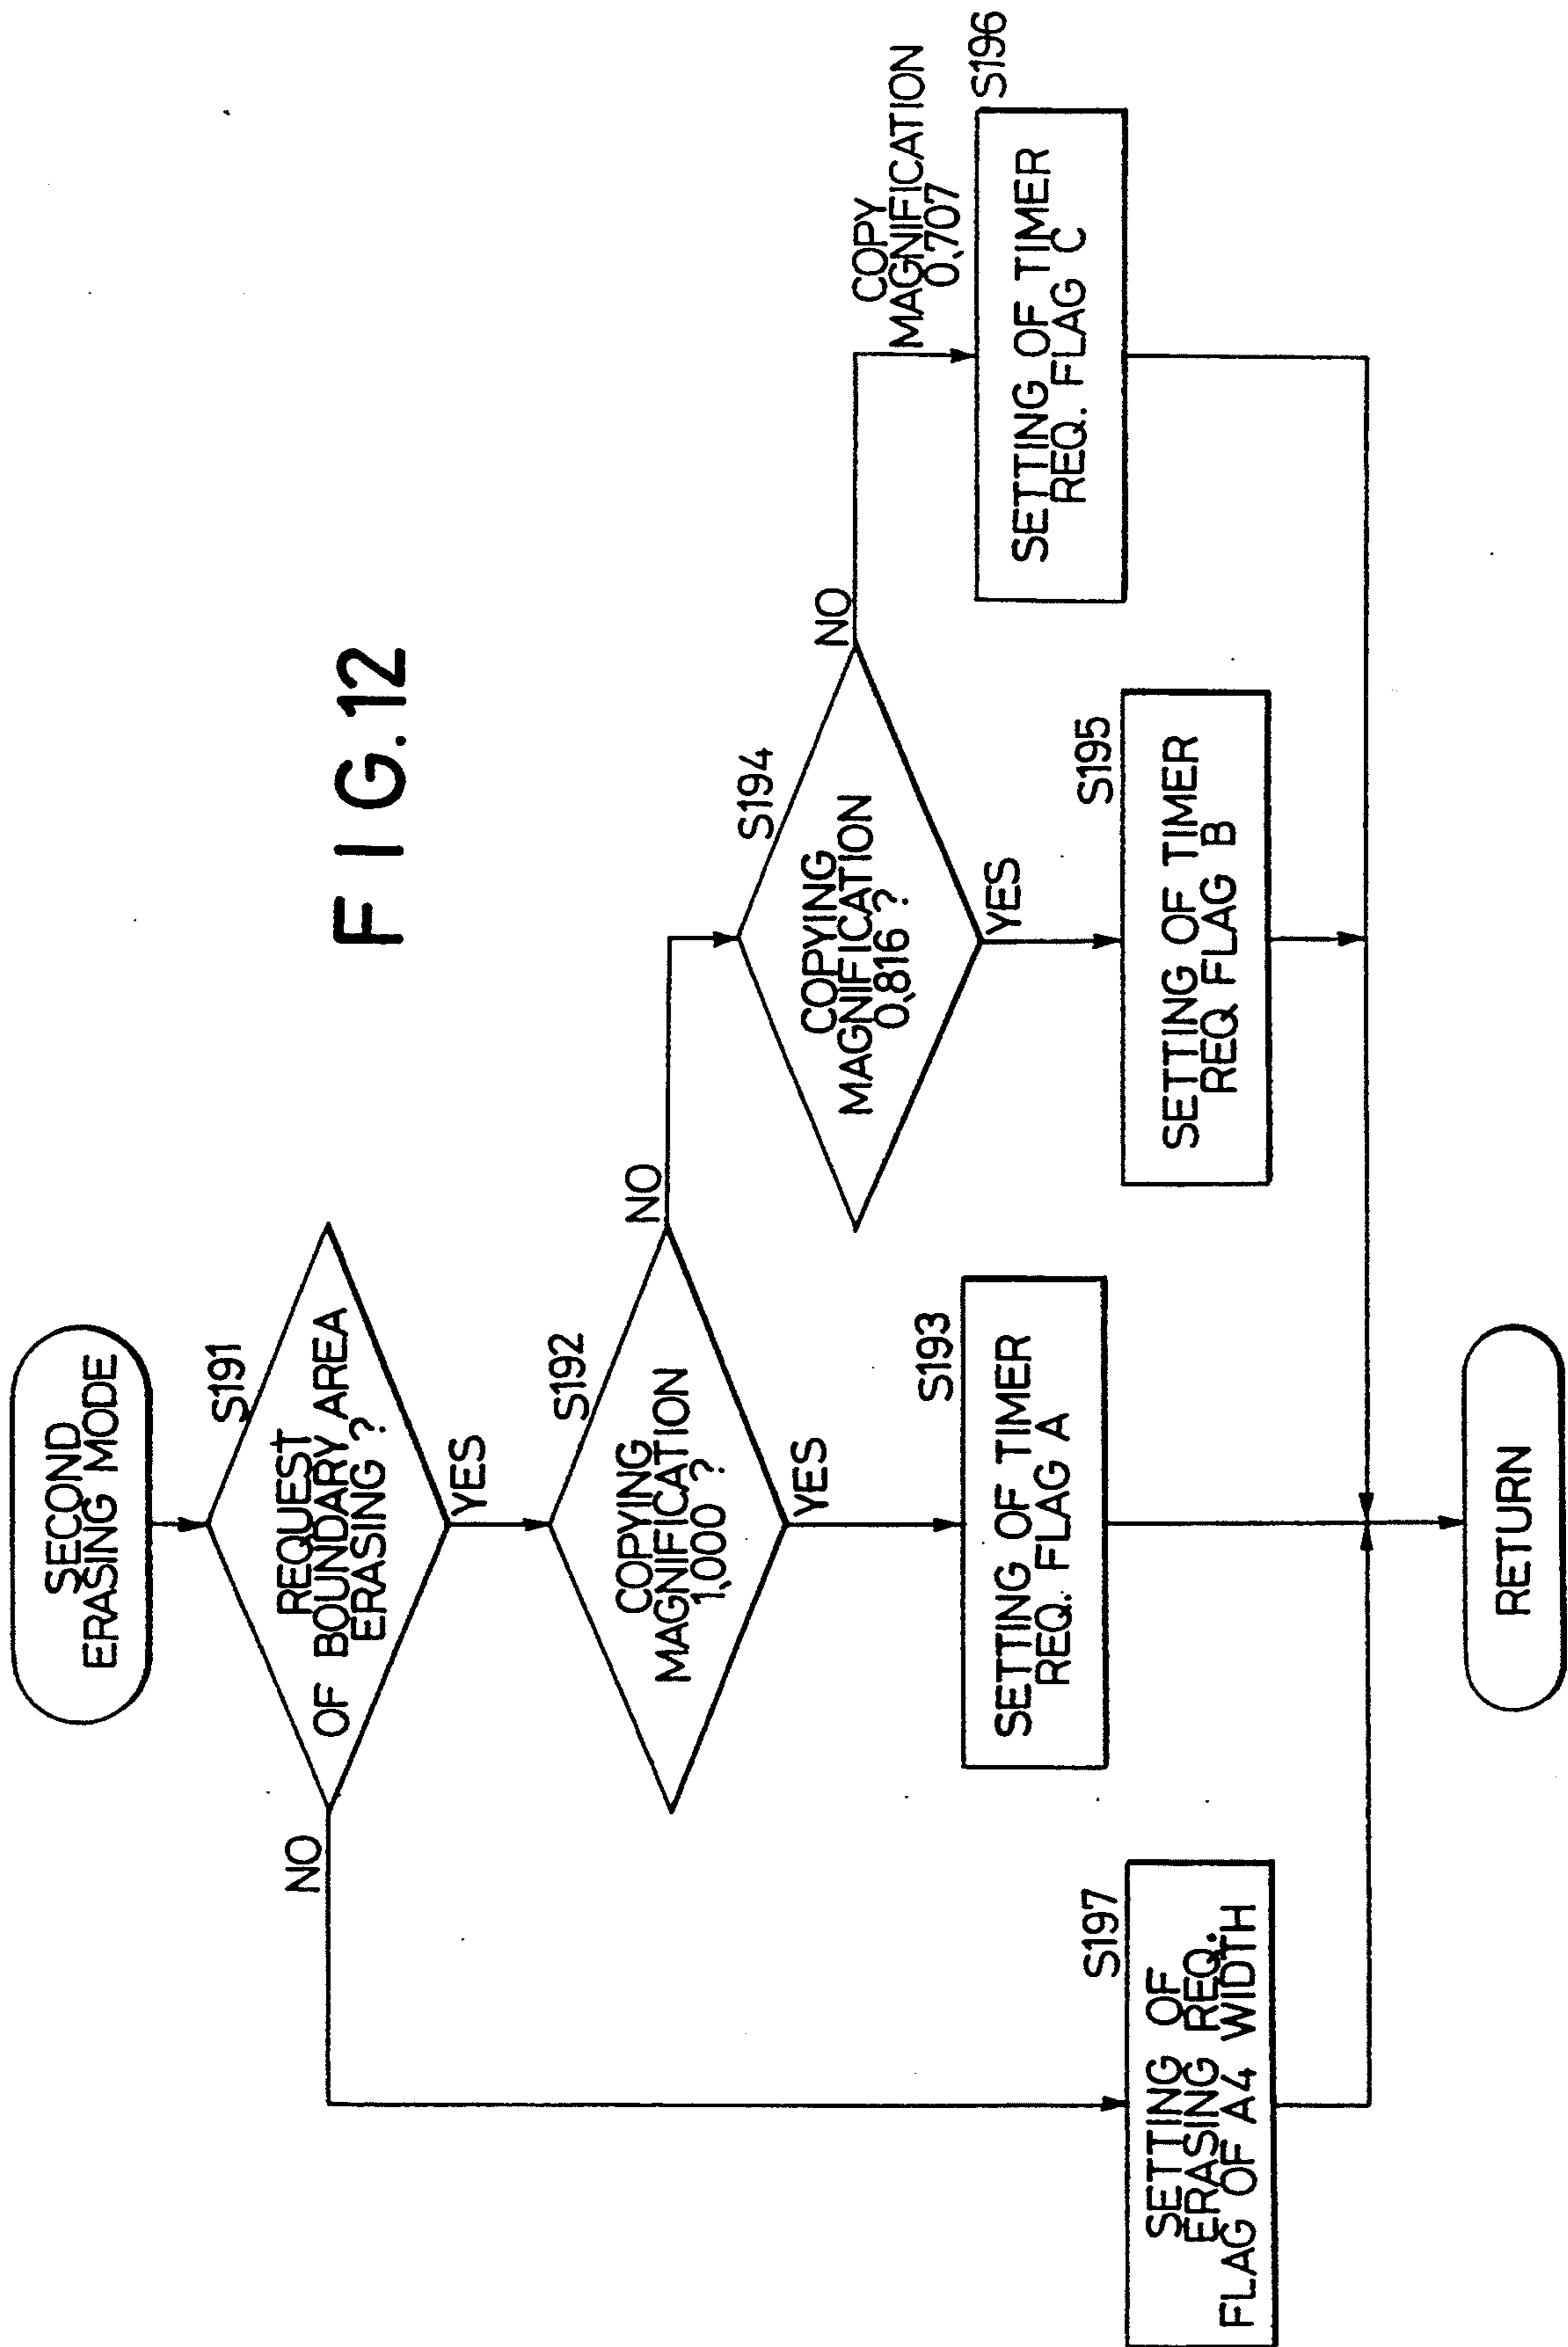 FIG.12
SECOND
ERASING MODE
S191
REQUEST
OF BOUNDARY AREA
ERASING ?
NO
YES
S192
COPYING
MAGNIFICATION
1,000 ?
NO
YES
S193
SETTING OF TIMER
REQ. FLAG A
S194
COPYING
MAGNIFICATION
0,816 ?
NO
YES
S195
SETTING OF TIMER
REQ FLAG B
COPY
MAGNIFICATION
0,707
S196
SETTING OF TIMER
REQ. FLAG C
S197
SETTING OF
ERASING REQ.
FLAG OF A4 WIDTH
RETURN